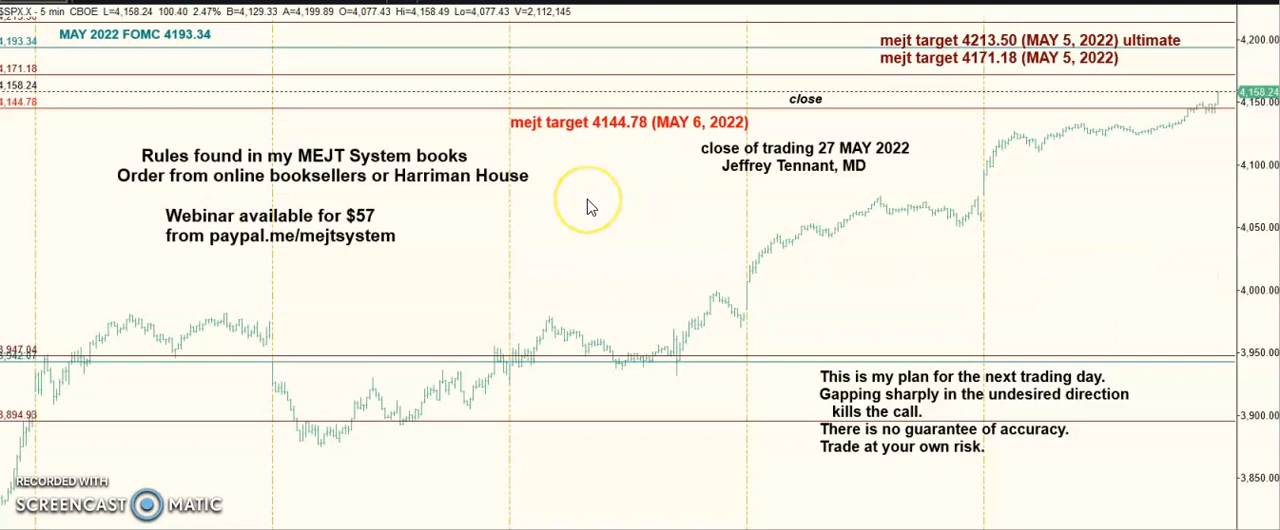 $SPX.X - 5 min CBOE L=4,158.24 100.40 2.47% B=4,129.33 A=4,199.89 O=4,077.43 Hi=4,158.49 Lo=4,077.43 V=2,112,145
4,193.34
MAY 2022 FOMC 4193.34
4,171.18
4,158.24
4,144.78
mejt target 4213.50 (MAY 5, 2022) ultimate
mejt target 4171.18 (MAY 5, 2022)
close
mejt target 4144.78 (MAY 6, 2022)
close of trading 27 MAY 2022
Jeffrey Tennant, MD
Rules found in my MEJT System books
Order from online booksellers or Harriman House
Webinar available for $57
from paypal.me/mejtsystem
3,947.04
3,894.93
This is my plan for the next trading day.
Gapping sharply in the undesired direction
kills the call.
There is no guarantee of accuracy.
Trade at your own risk.
4,200.00
4,158.24
4,150.00
4,100.00
4,050.00
4,000.00
3,950.00
3,900.00
3,850.00
RECORDED WITH
SCREENCAST MATIC